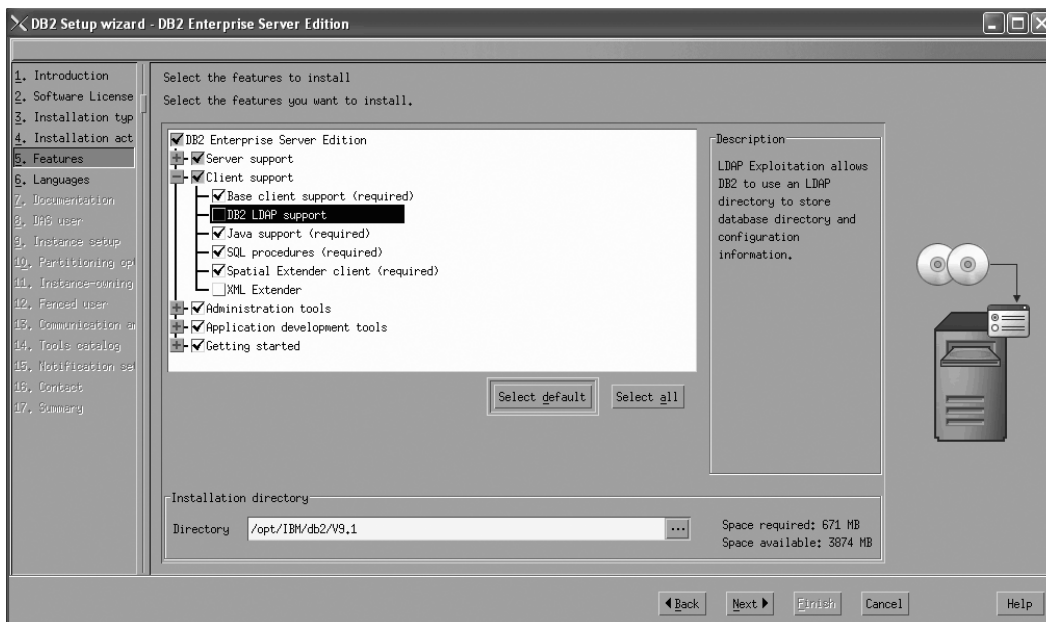 DB2 Setup wizard - DB2 Enterprise Server Edition
1. Introduction
2. Software License
3. Installation typ
4. Installation act
5. Features
6. Languages
7. Documentation
8. DAS user
9. Instance setup
10. Partitioning opt
11. Instance-owning
12. Fenced user
13. Communication an
14. Tools catalog
15. Notification set
16. Contact
17. Summary
Select the features to install
Select the features you want to install.
DB2 Enterprise Server Edition
Server support
Client support
Base client support (required)
DB2 LDAP support
Java support (required)
SQL procedures (required)
Spatial Extender client (required)
XML Extender
Administration tools
Application development tools
Getting started
Select default
Select all
Description
LDAP Exploitation allows
DB2 to use an LDAP
directory to store
database directory and
configuration
information.
Installation directory
Directory /opt/IBM/db2/V9.1 ...
Space required: 671 MB
Space available: 3874 MB
Back Next Finish Cancel Help